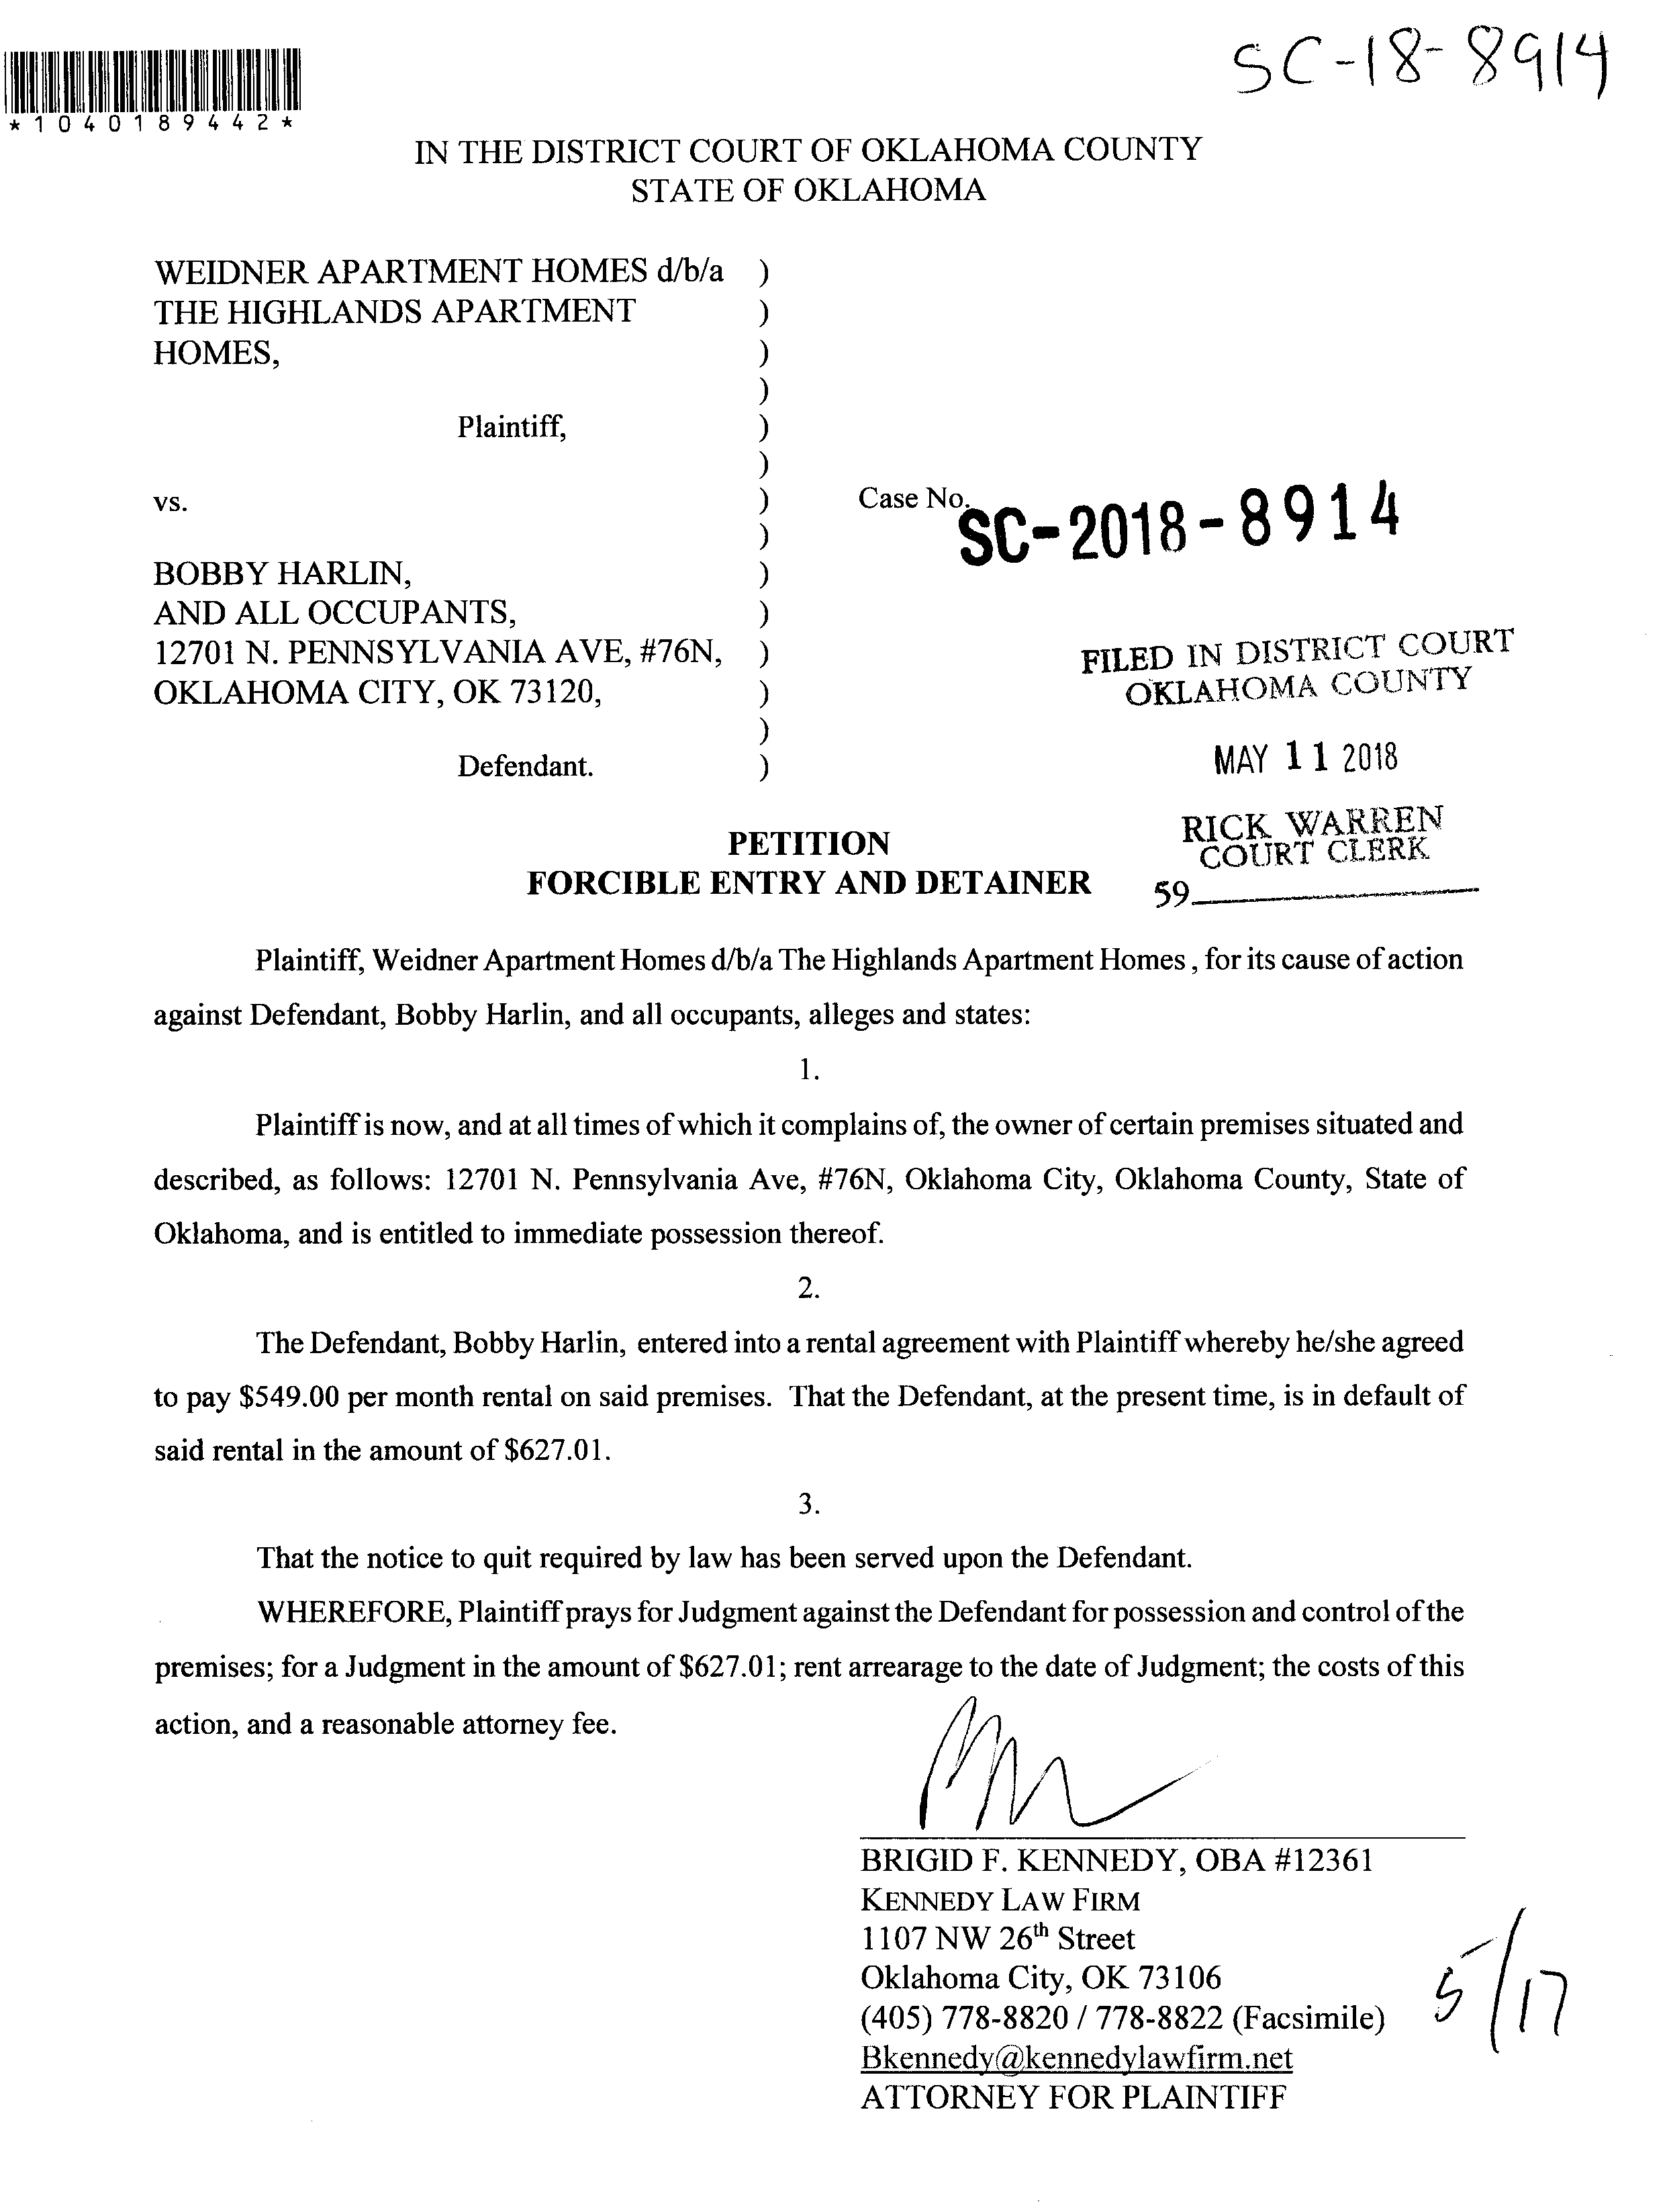 SC-18-8914
*1040189442*
IN THE DISTRICT COURT OF OKLAHOMA COUNTY
STATE OF OKLAHOMA
WEIDNER APARTMENT HOMES d/b/a )
THE HIGHLANDS APARTMENT )
HOMES, )
)
Plaintiff, )
)
vs. )
Case No. SC-2018-8914
)
BOBBY HARLIN, )
AND ALL OCCUPANTS, )
12701 N. PENNSYLVANIA AVE, #76N, )
OKLAHOMA CITY, OK 73120, )
)
Defendant. )
FILED IN DISTRICT COURT
OKLAHOMA COUNTY
MAY 11 2018
RICK WARREN
COURT CLERK
59
PETITION
FORCIBLE ENTRY AND DETAINER
Plaintiff, Weidner Apartment Homes d/b/a The Highlands Apartment Homes , for its cause of action
against Defendant, Bobby Harlin, and all occupants, alleges and states:
1.
Plaintiff is now, and at all times of which it complains of, the owner of certain premises situated and
described, as follows: 12701 N. Pennsylvania Ave, #76N, Oklahoma City, Oklahoma County, State of
Oklahoma, and is entitled to immediate possession thereof.
2.
The Defendant, Bobby Harlin, entered into a rental agreement with Plaintiff whereby he/she agreed
to pay $549.00 per month rental on said premises. That the Defendant, at the present time, is in default of
said rental in the amount of $627.01.
3.
That the notice to quit required by law has been served upon the Defendant.
WHEREFORE, Plaintiff prays for Judgment against the Defendant for possession and control of the
premises; for a Judgment in the amount of $627.01; rent arrearage to the date of Judgment; the costs of this
action, and a reasonable attorney fee.
BRIGID F. KENNEDY, OBA #12361
KENNEDY LAW FIRM
1107 NW 26th Street
Oklahoma City, OK 73106
(405) 778-8820 / 778-8822 (Facsimile)
Bkennedy@kennedylawfirm.net
ATTORNEY FOR PLAINTIFF
5/17